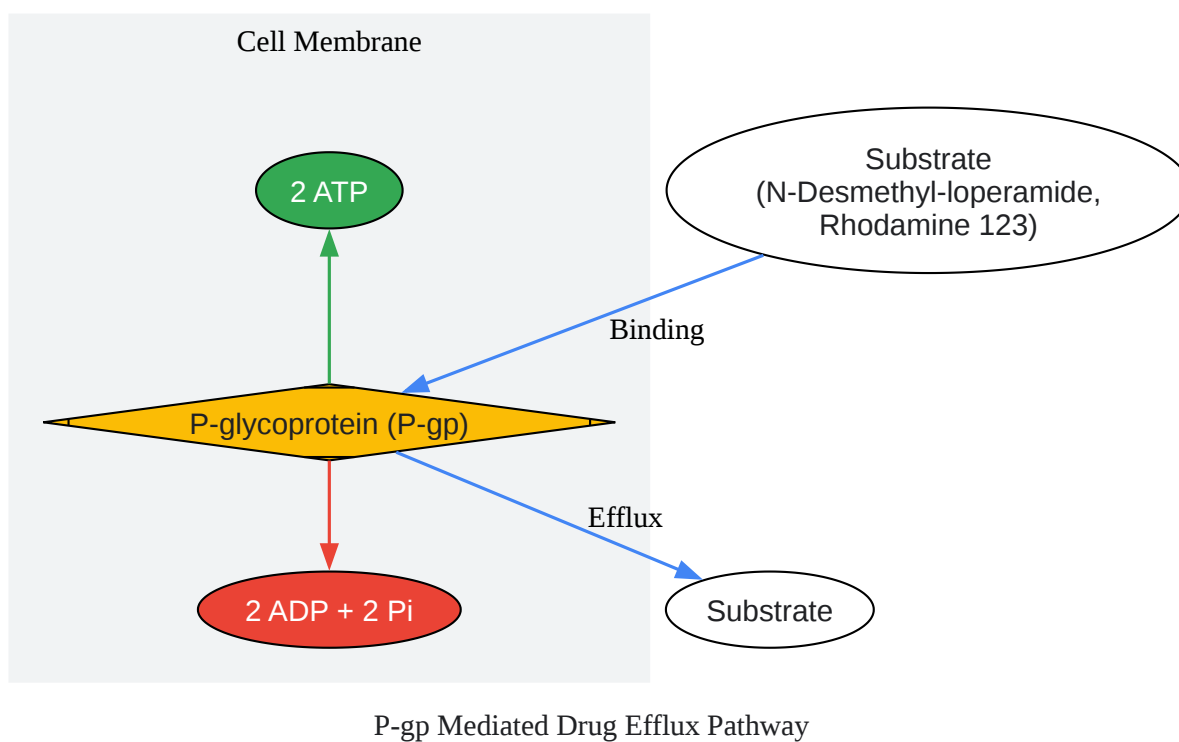 Cell Membrane
2 ATP
Substrate
(N-Desmethyl-loperamide,
Rhodamine 123)
Binding
P-glycoprotein (P-gp)
Efflux
2 ADP + 2 Pi
Substrate
P-gp Mediated Drug Efflux Pathway